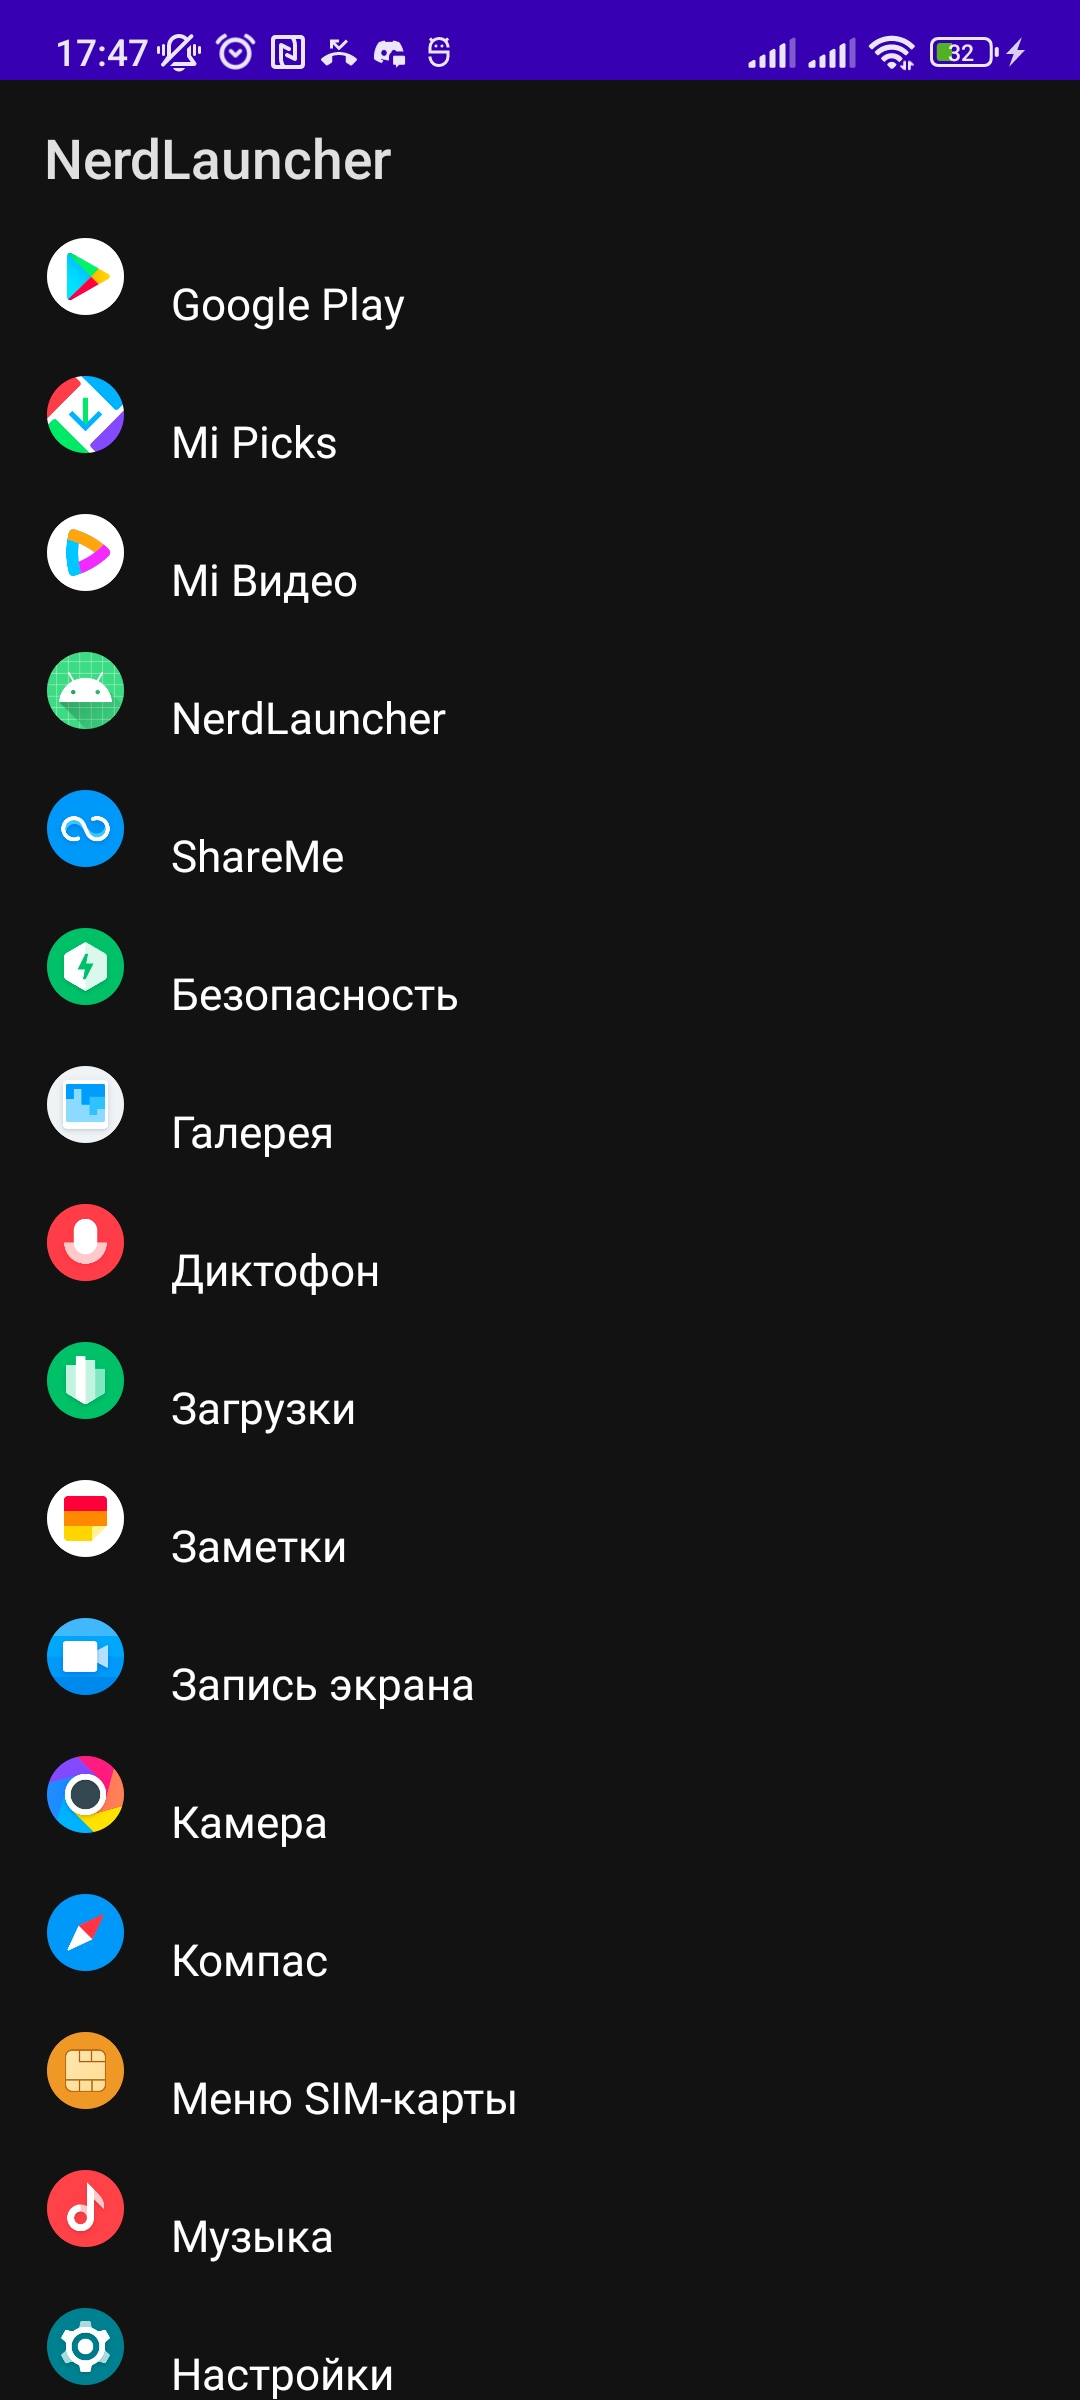 17:47
32
NerdLauncher
Google Play
Mi Picks
Mi Видео
NerdLauncher
ShareMe
Безопасность
Галерея
Диктофон
Загрузки
Заметки
Запись экрана
Камера
Компас
Меню SIM-карты
Музыка
Настройки